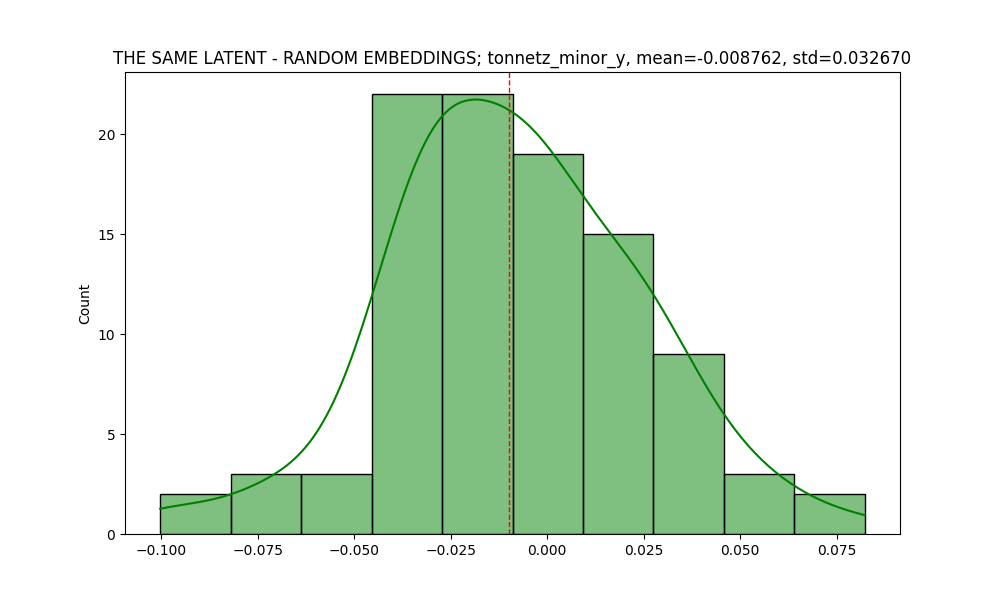 THE SAME LATENT - RANDOM EMBEDDINGS; tonnetz_minor_y, mean=-0.008762, std=0.032670
Count
20
15
10
5
0
−0.100 −0.075 −0.050 −0.025 0.000 0.025 0.050 0.075